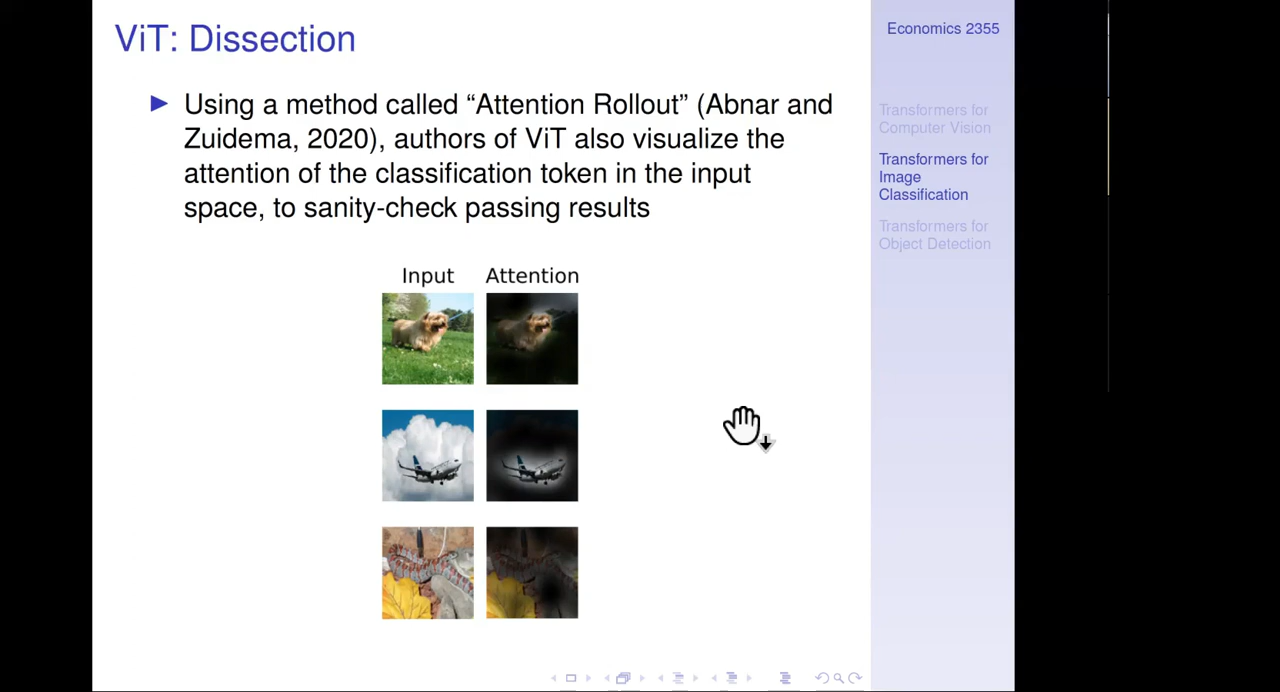 ViT: Dissection
Using a method called “Attention Rollout” (Abnar and
Zuidema, 2020), authors of ViT also visualize the
attention of the classification token in the input
space, to sanity-check passing results
Input Attention
Economics 2355
Transformers for
Computer Vision
Transformers for
Image
Classification
Transformers for
Object Detection